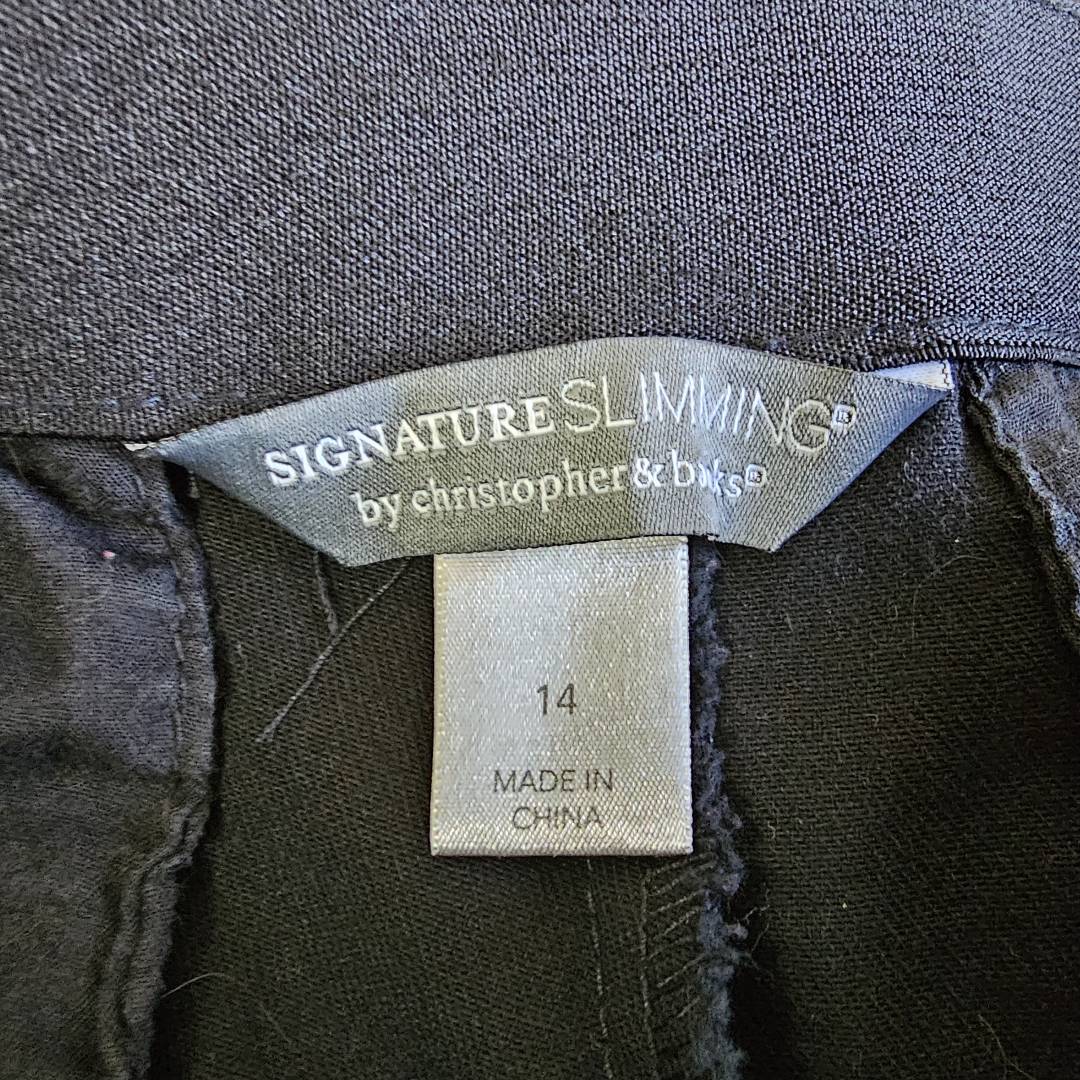 SIGNATURE SLIMMING®
by christopher & banks®
14
MADE IN
CHINA